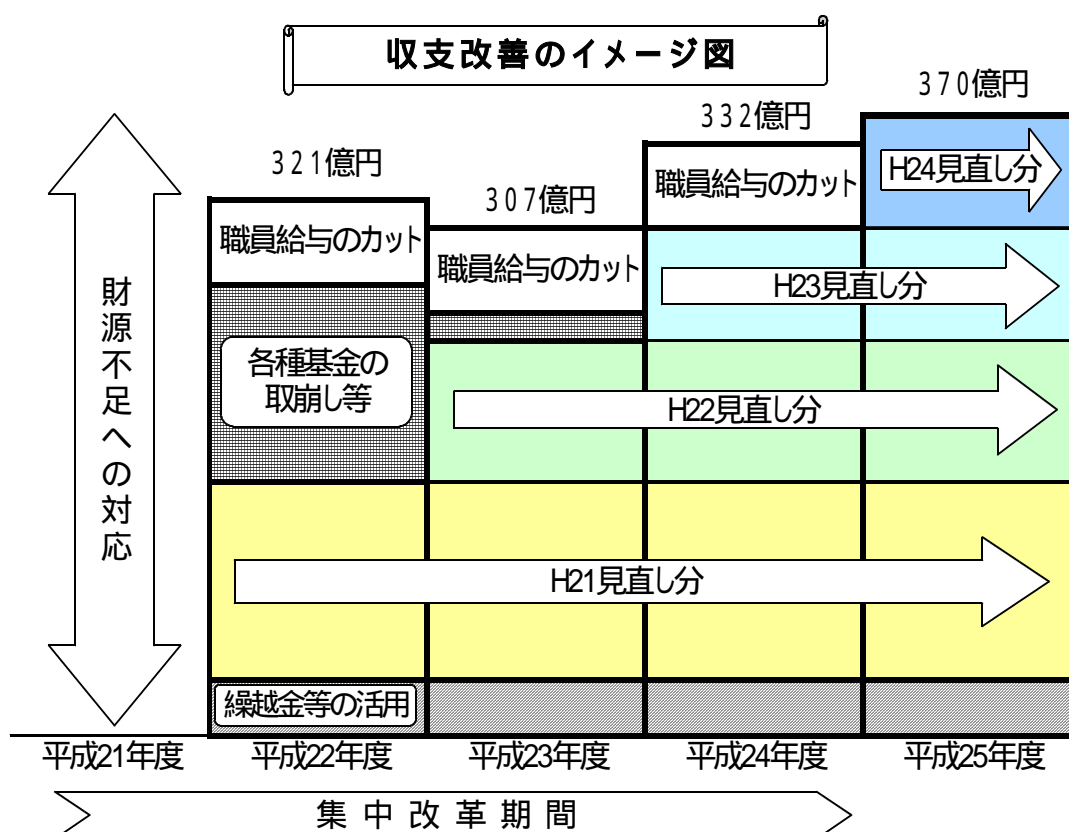 収支改善のイメージ図
370億円
332億円
321億円
307億円
職員給与のカット
職員給与のカット
職員給与のカット
H24見直し分
H23見直し分
各種基金の
取崩し等
H22見直し分
H21見直し分
繰越金等の活用
財源不足への対応
平成21年度
平成22年度
平成23年度
平成24年度
平成25年度
集中改革期間